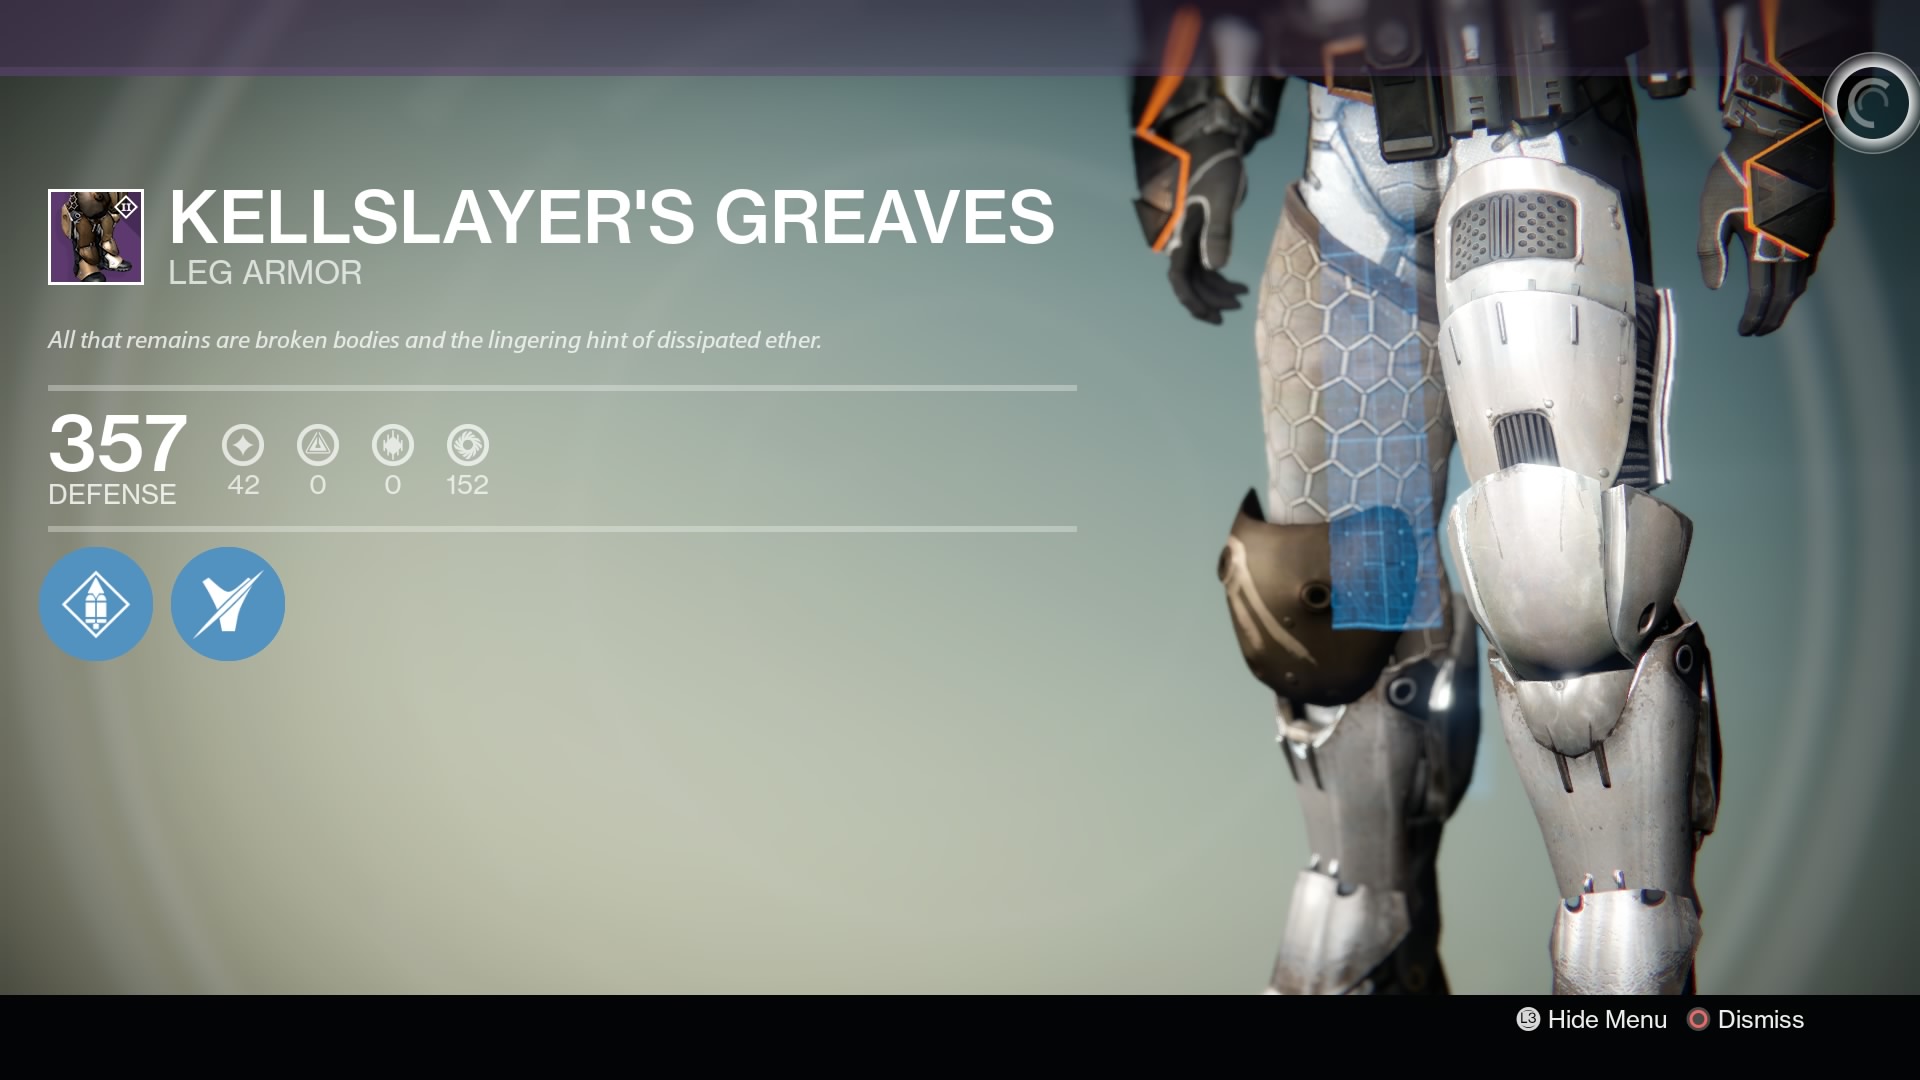 KELLSLAYER'S GREAVES
LEG ARMOR
All that remains are broken bodies and the lingering hint of dissipated ether.
357
DEFENSE
42 0 0 152
L3 Hide Menu Dismiss